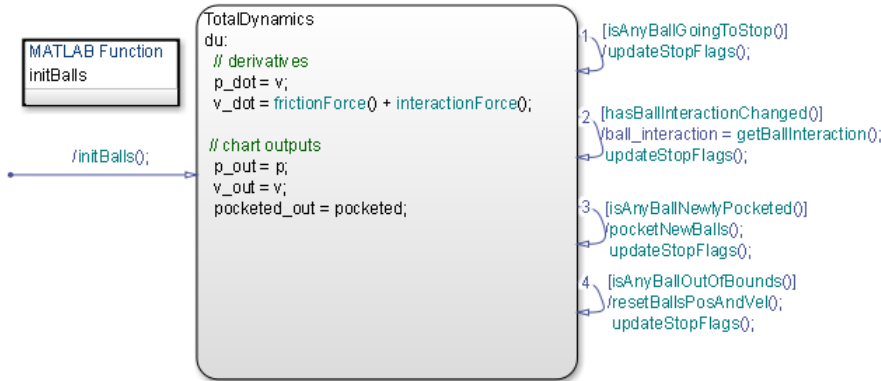 MATLAB Function
initBalls
/initBalls();
TotalDynamics
du:
// derivatives
p_dot = v;
v_dot = frictionForce() + interactionForce();
// chart outputs
p_out = p;
v_out = v;
pocketed_out = pocketed;
1
[isAnyBallGoingToStop()]
/updateStopFlags();
2
[hasBallInteractionChanged()]
/ball_interaction = getBallInteraction();
updateStopFlags();
3
[isAnyBallNewlyPocketed()]
/pocketNewBalls();
updateStopFlags();
4
[isAnyBallOutOfBounds()]
/resetBallsPosAndVel();
updateStopFlags();